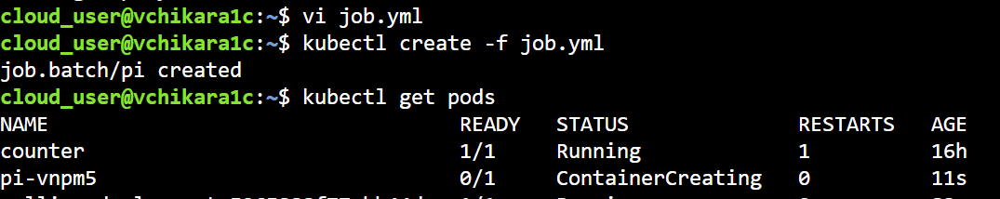 cloud_user@vchikara1c:~$ vi job.yml
cloud_user@vchikara1c:~$ kubectl create -f job.yml
job.batch/pi created
cloud_user@vchikara1c:~$ kubectl get pods
NAME READY STATUS RESTARTS AGE
counter 1/1 Running 1 16h
pi-vnpm5 0/1 ContainerCreating 0 11s